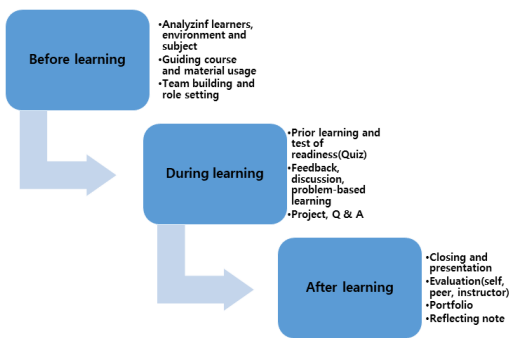 Before learning
•Analyzinf learners,
environment and
subject
•Guiding course
and material usage
•Team building and
role setting
During learning
•Prior learning and
test of
readiness(Quiz)
•Feedback,
discussion,
problem-based
learning
•Project, Q & A
After learning
•Closing and
presentation
•Evaluation(self,
peer, instructor)
•Portfolio
•Reflecting note